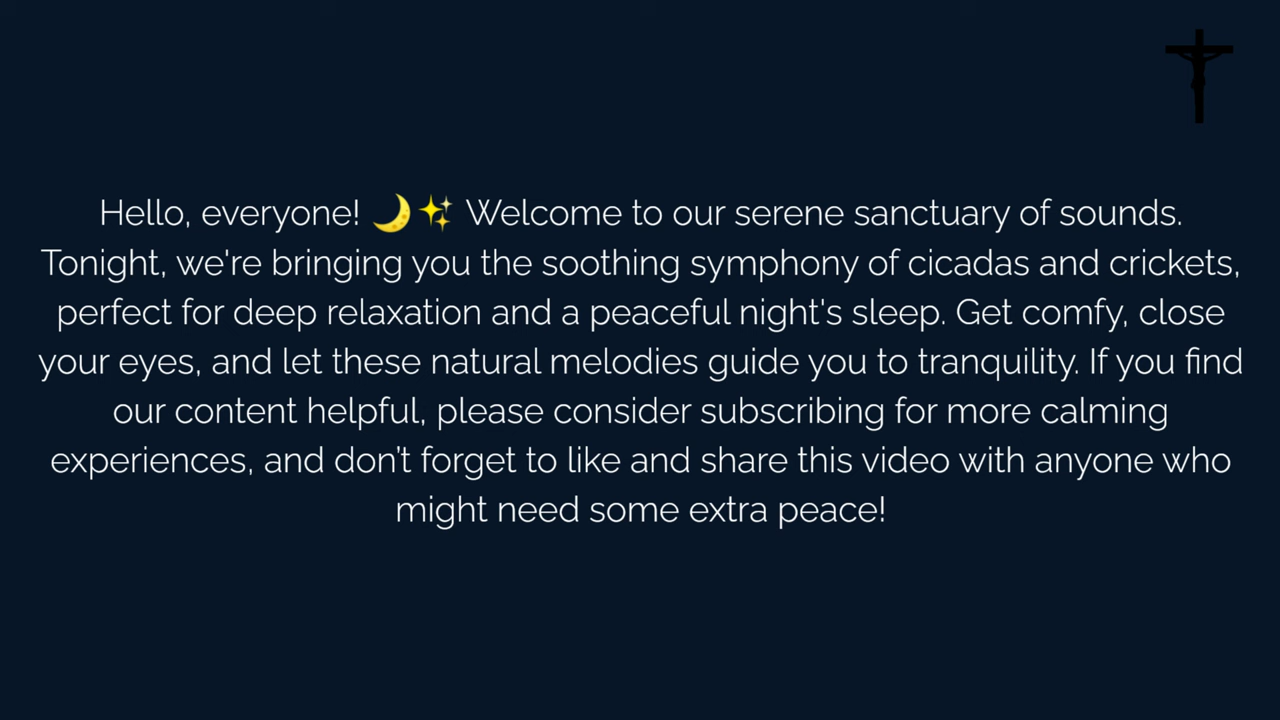 Hello, everyone! 🌙✨ Welcome to our serene sanctuary of sounds.
Tonight, we're bringing you the soothing symphony of cicadas and crickets,
perfect for deep relaxation and a peaceful night's sleep. Get comfy, close
your eyes, and let these natural melodies guide you to tranquility. If you find
our content helpful, please consider subscribing for more calming
experiences, and don’t forget to like and share this video with anyone who
might need some extra peace!